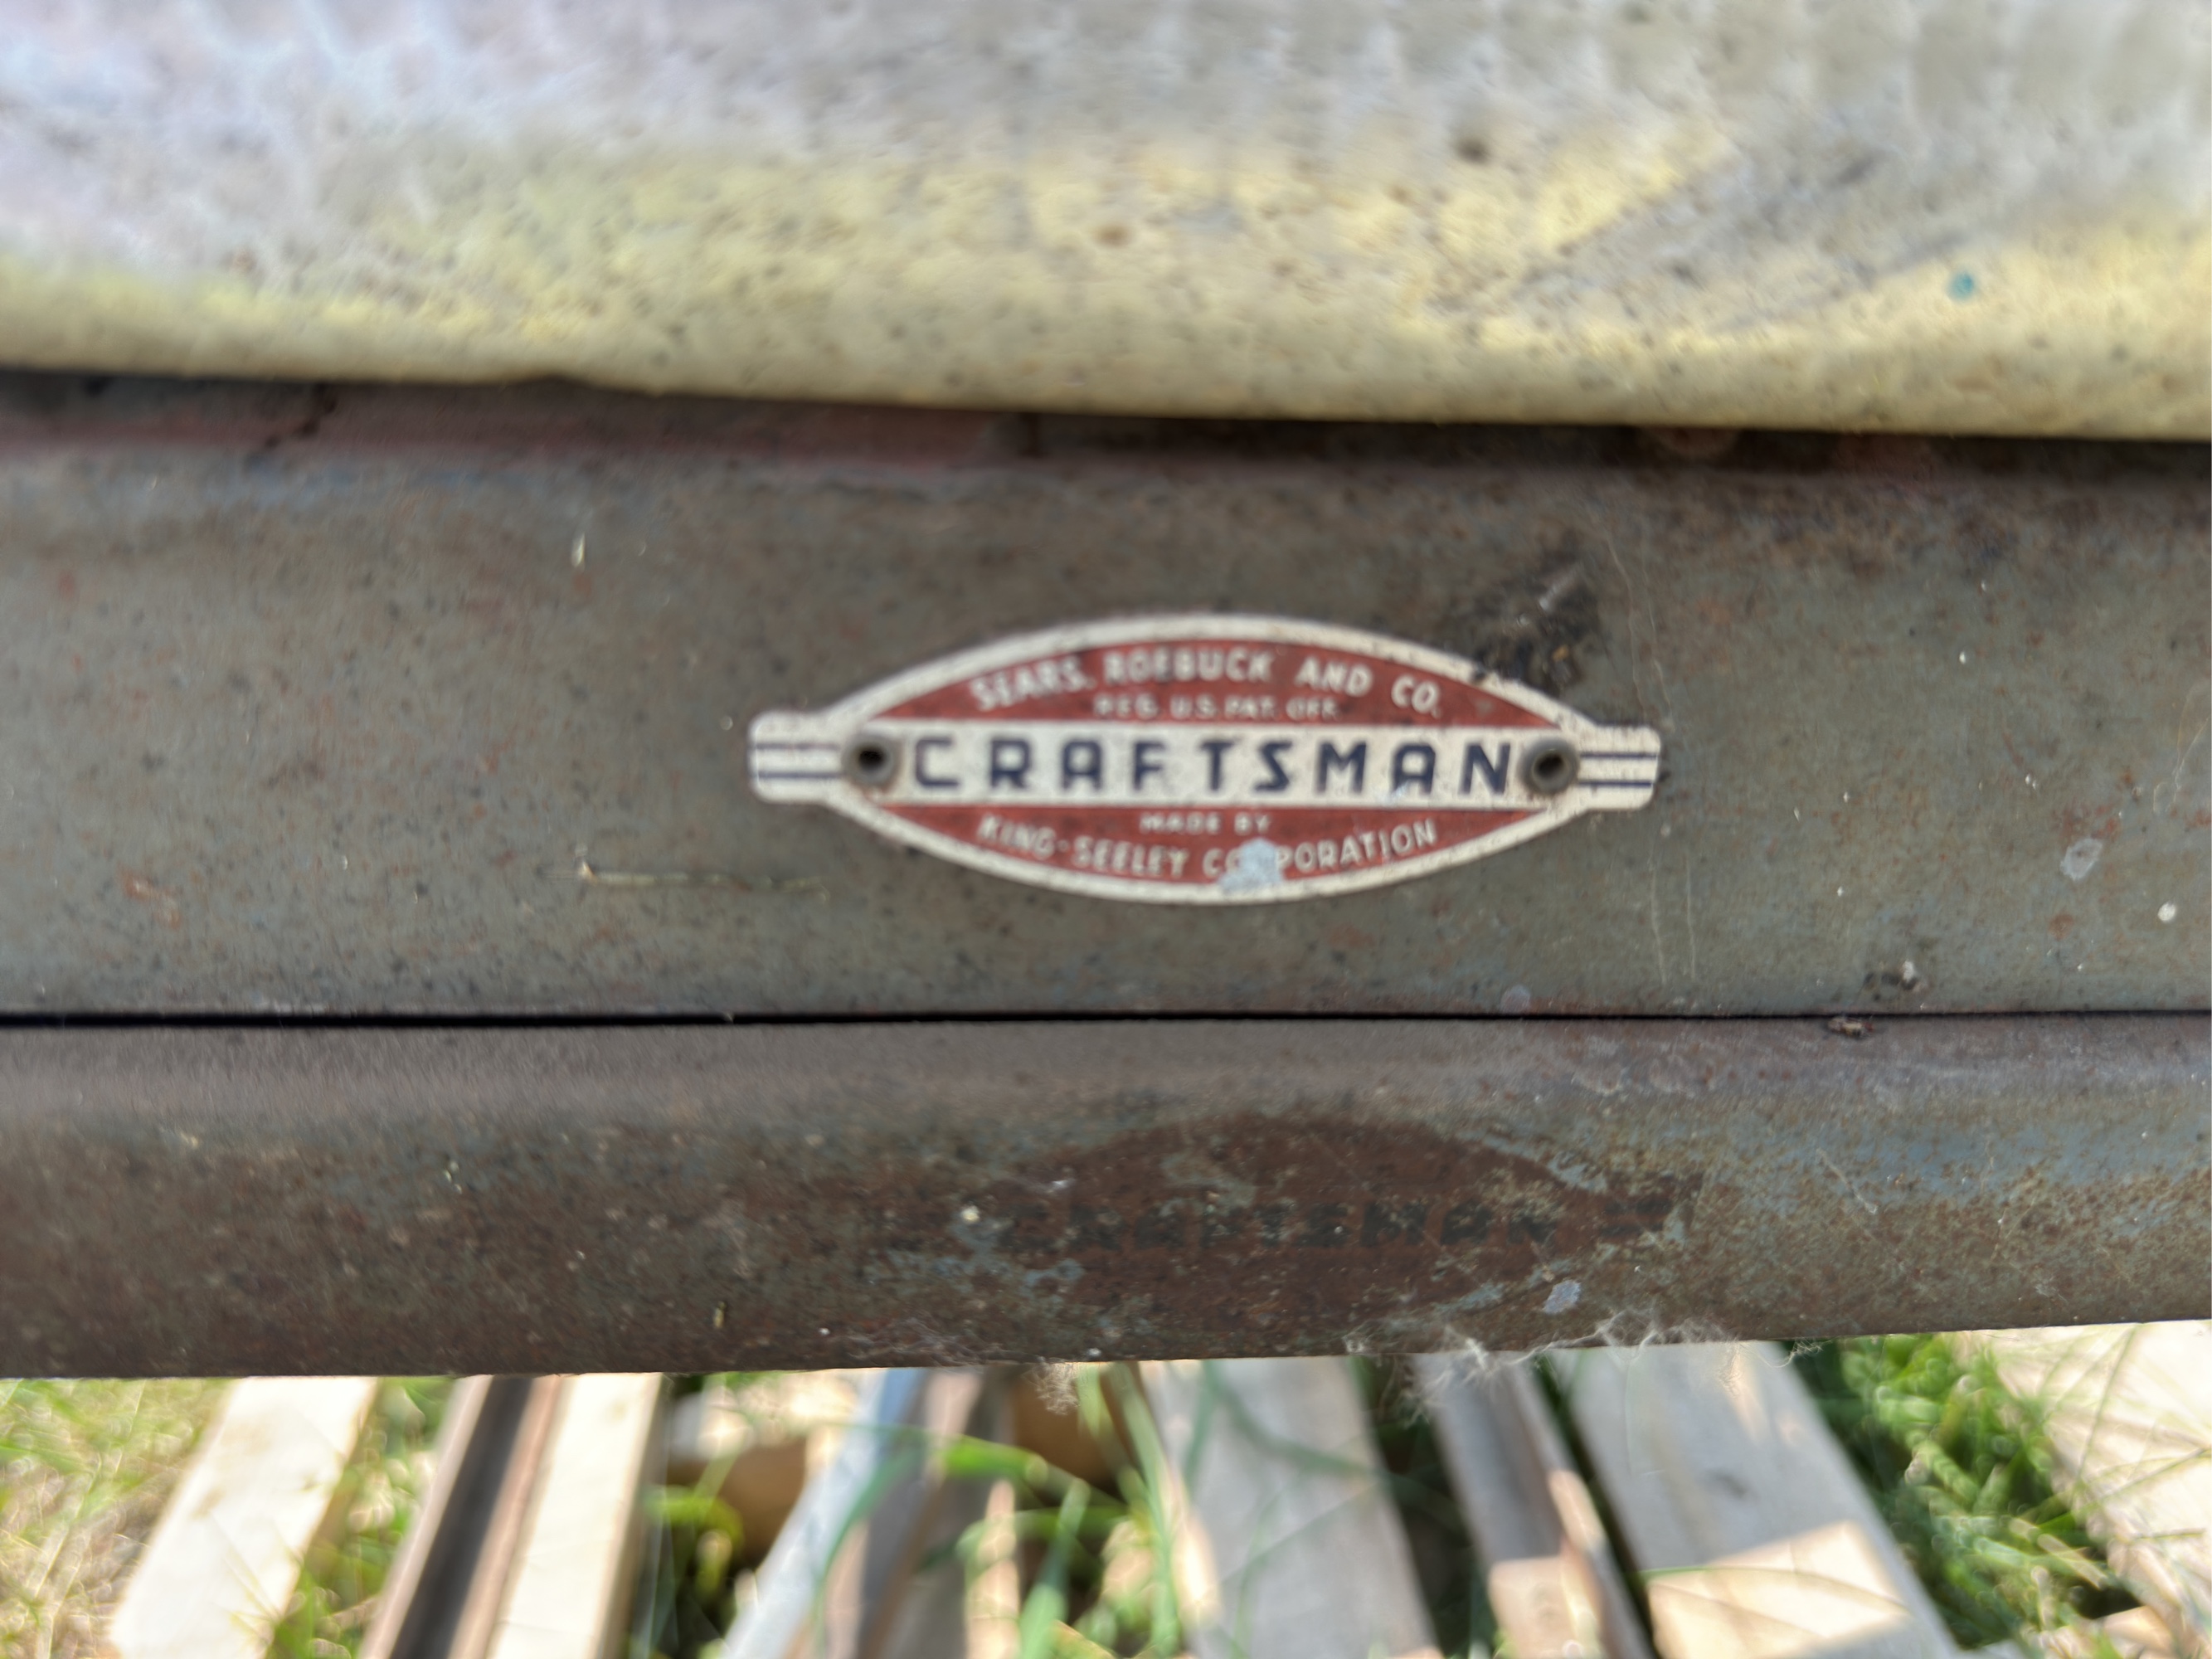 SEARS, ROEBUCK AND CO.
REG. U.S. PAT. OFF.
CRAFTSMAN
MADE BY
KING-SEELEY CORPORATION
CRAFTSMAN